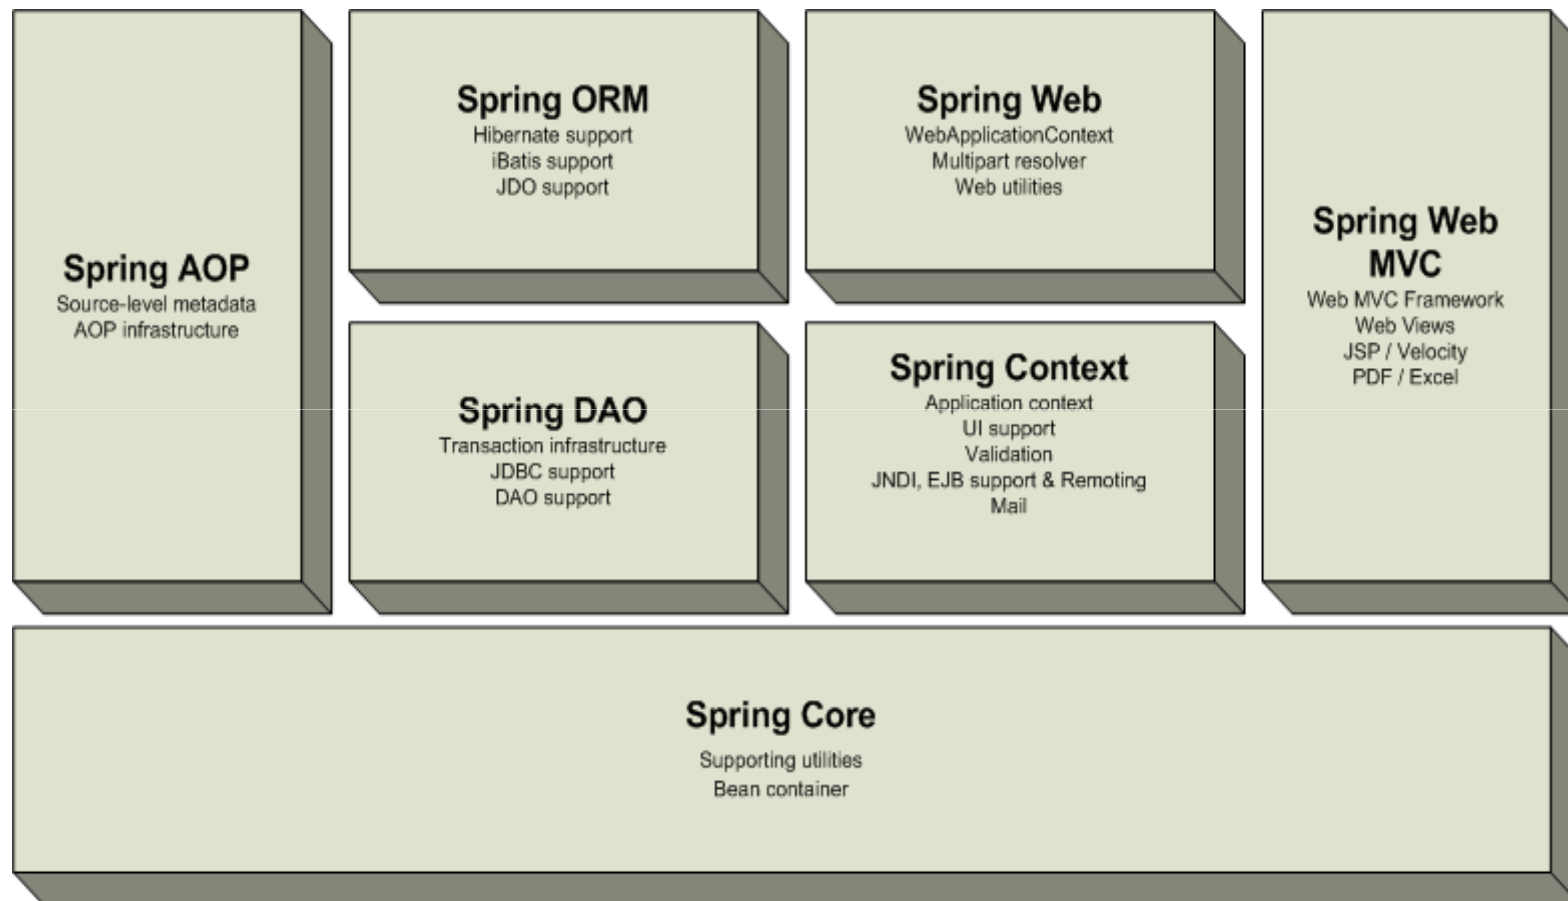 Spring AOP
Source-level metadata
AOP infrastructure
Spring ORM
Hibernate support
iBatis support
JDO support
Spring DAO
Transaction infrastructure
JDBC support
DAO support
Spring Web
WebApplicationContext
Multipart resolver
Web utilities
Spring Context
Application context
UI support
Validation
JNDI, EJB support & Remoting
Mail
Spring Web
MVC
Web MVC Framework
Web Views
JSP / Velocity
PDF / Excel
Spring Core
Supporting utilities
Bean container